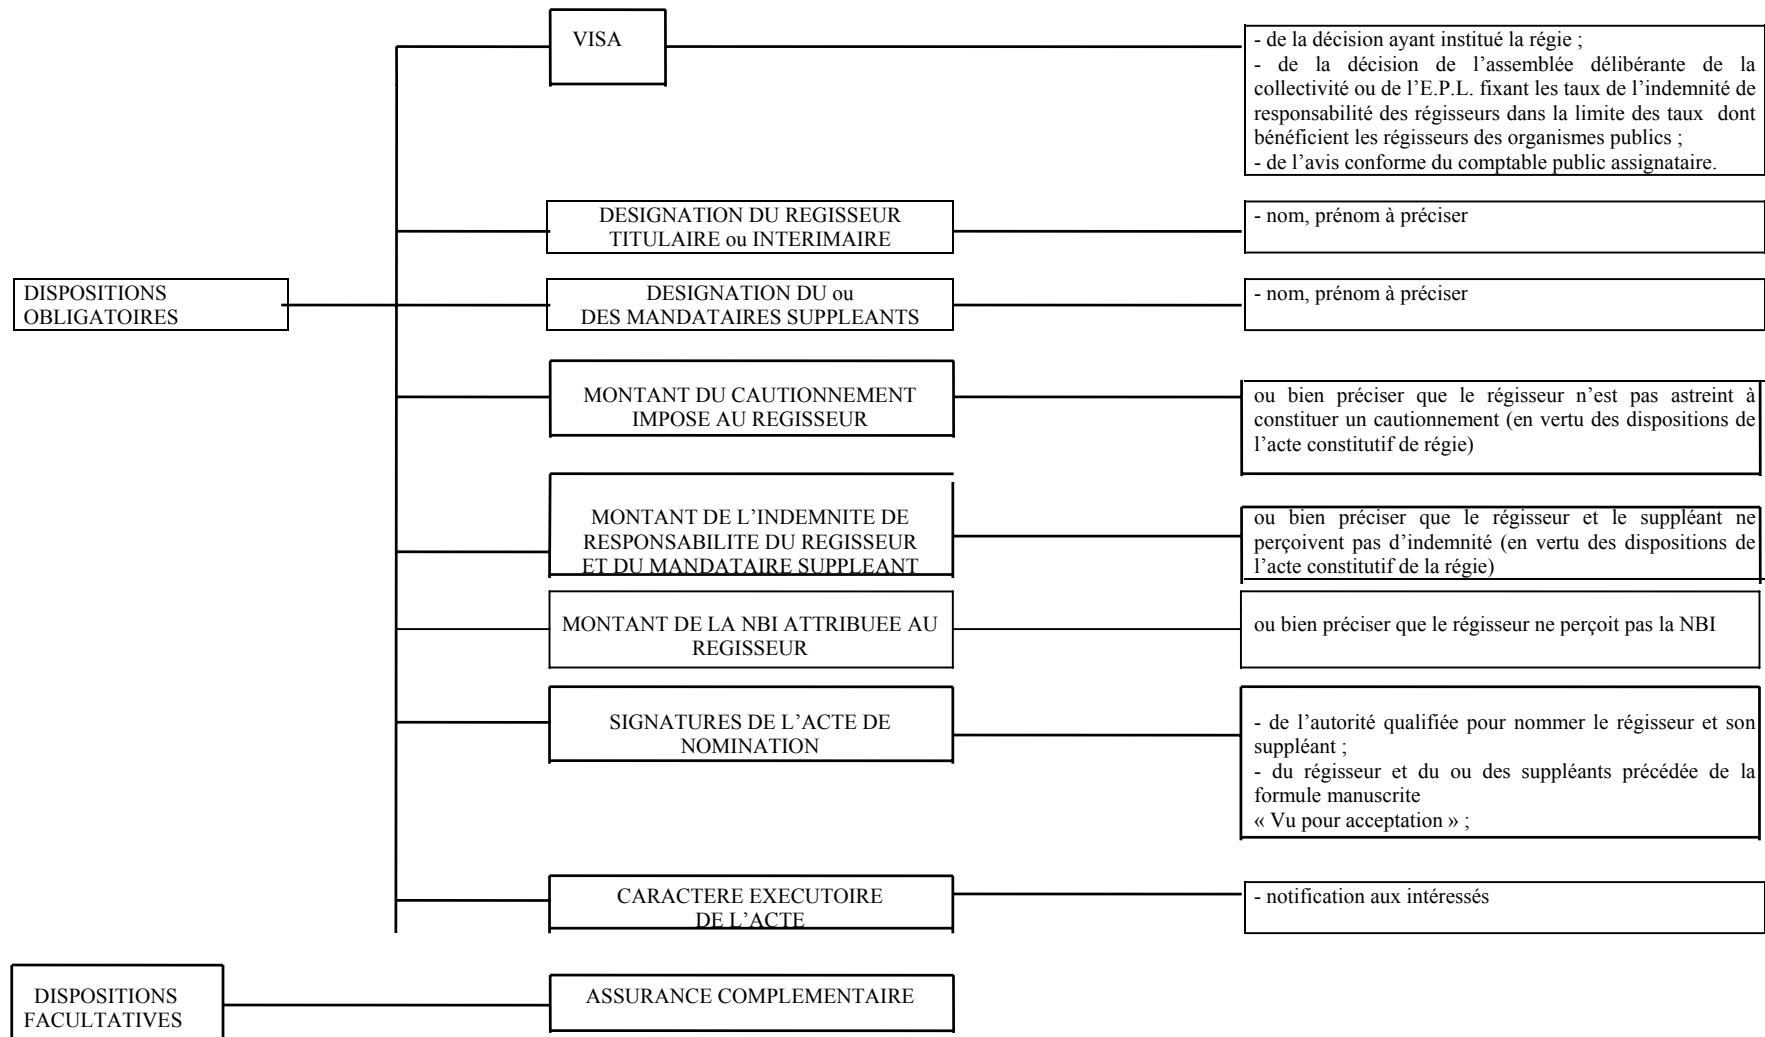 VISA
- de la décision ayant institué la régie ;
- de la décision de l’assemblée délibérante de la
collectivité ou de l’E.P.L. fixant les taux de l’indemnité de
responsabilité des régisseurs dans la limite des taux dont
bénéficient les régisseurs des organismes publics ;
- de l’avis conforme du comptable public assignataire.
DESIGNATION DU REGISSEUR
TITULAIRE ou INTERIMAIRE
- nom, prénom à préciser
DISPOSITIONS
OBLIGATOIRES
DESIGNATION DU ou
DES MANDATAIRES SUPPLEANTS
- nom, prénom à préciser
MONTANT DU CAUTIONNEMENT
IMPOSE AU REGISSEUR
ou bien préciser que le régisseur n’est pas astreint à
constituer un cautionnement (en vertu des dispositions de
l’acte constitutif de régie)
MONTANT DE L’INDEMNITE DE
RESPONSABILITE DU REGISSEUR
ET DU MANDATAIRE SUPPLEANT
ou bien préciser que le régisseur et le suppléant ne
perçoivent pas d’indemnité (en vertu des dispositions de
l’acte constitutif de la régie)
MONTANT DE LA NBI ATTRIBUEE AU
REGISSEUR
ou bien préciser que le régisseur ne perçoit pas la NBI
SIGNATURES DE L’ACTE DE
NOMINATION
- de l’autorité qualifiée pour nommer le régisseur et son
suppléant ;
- du régisseur et du ou des suppléants précédée de la
formule manuscrite
« Vu pour acceptation » ;
CARACTERE EXECUTOIRE
DE L’ACTE
- notification aux intéressés
DISPOSITIONS
FACULTATIVES
ASSURANCE COMPLEMENTAIRE